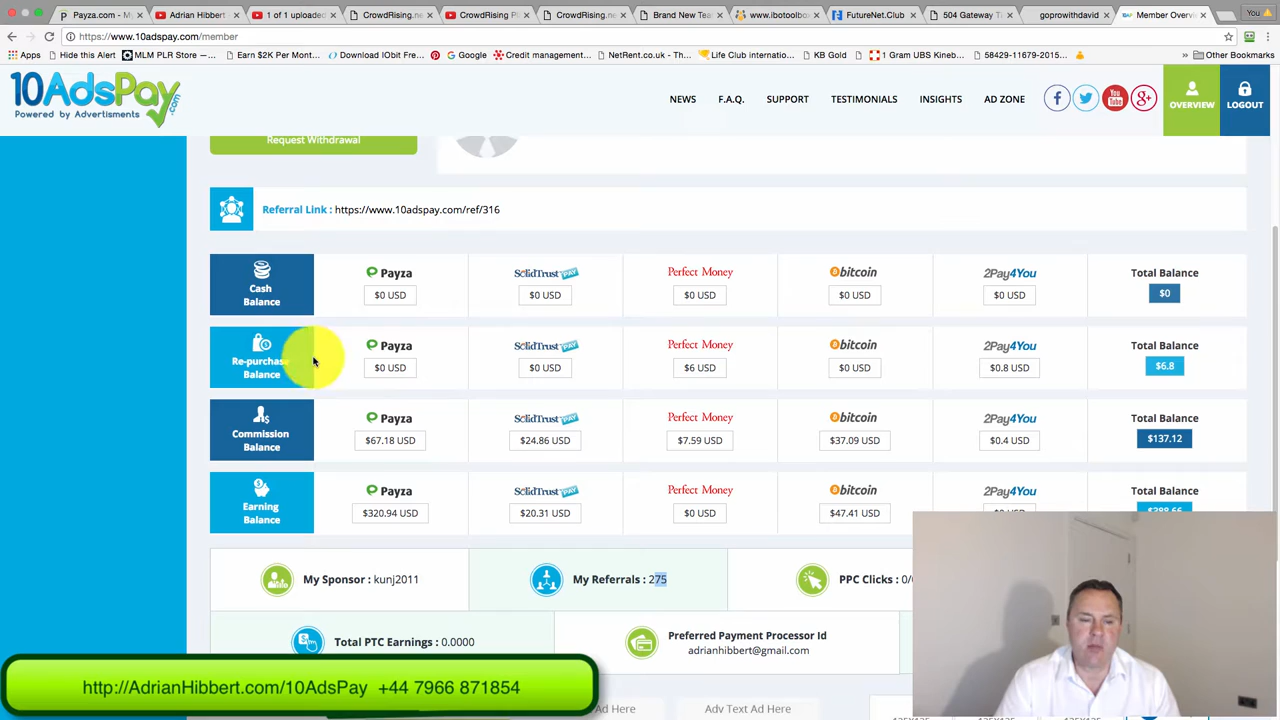 Payza.com - M
Adrian Hibbert
1 of 1 uploaded
CrowdRising.ne
CrowdRising Pl
CrowdRising.ne
Brand New Tea
www.ibotoolbo
FutureNet.Club
504 Gateway T
goprowithdavid
Member Overvi
You
https://www.10adspay.com/member
Apps
Hide this Alert
MLM PLR Store —...
Earn $2K Per Mont...
Download IObit Fre...
Google
Credit management...
NetRent.co.uk - Th...
Life Club internatio...
KB Gold
1 Gram UBS Kineb...
58429-11679-2015...
»
Other Bookmarks
10AdsPay.com
Powered by Advertisments
NEWS
F.A.Q.
SUPPORT
TESTIMONIALS
INSIGHTS
AD ZONE
OVERVIEW
LOGOUT
Request Withdrawal
Referral Link : https://www.10adspay.com/ref/316
Cash Balance
Payza
SolidTrust PAY
Perfect Money
bitcoin
2Pay4You
Total Balance
$0 USD
$0 USD
$0 USD
$0 USD
$0 USD
$0
Re-purchase Balance
Payza
SolidTrust PAY
Perfect Money
bitcoin
2Pay4You
Total Balance
$0 USD
$0 USD
$6 USD
$0 USD
$0.8 USD
$6.8
Commission Balance
Payza
SolidTrust PAY
Perfect Money
bitcoin
2Pay4You
Total Balance
$67.18 USD
$24.86 USD
$7.59 USD
$37.09 USD
$0.4 USD
$137.12
Earning Balance
Payza
SolidTrust PAY
Perfect Money
bitcoin
2Pay4You
Total Balance
$320.94 USD
$20.31 USD
$0 USD
$47.41 USD
$388.66
My Sponsor : kunj2011
My Referrals : 275
PPC Clicks : 0/
Total PTC Earnings : 0.0000
Preferred Payment Processor Id
adrianhibbert@gmail.com
http://AdrianHibbert.com/10AdsPay +44 7966 871854
Ad Here
Adv Text Ad Here